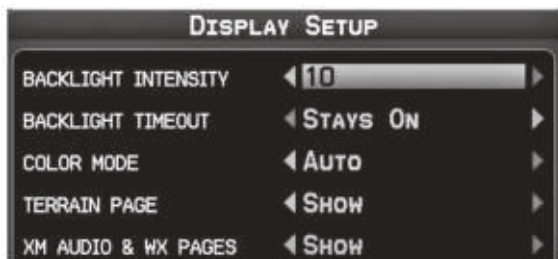 DISPLAY SETUP
BACKLIGHT INTENSITY 10
BACKLIGHT TIMEOUT STAYS ON
COLOR MODE AUTO
TERRAIN PAGE SHOW
XM AUDIO & WX PAGES SHOW